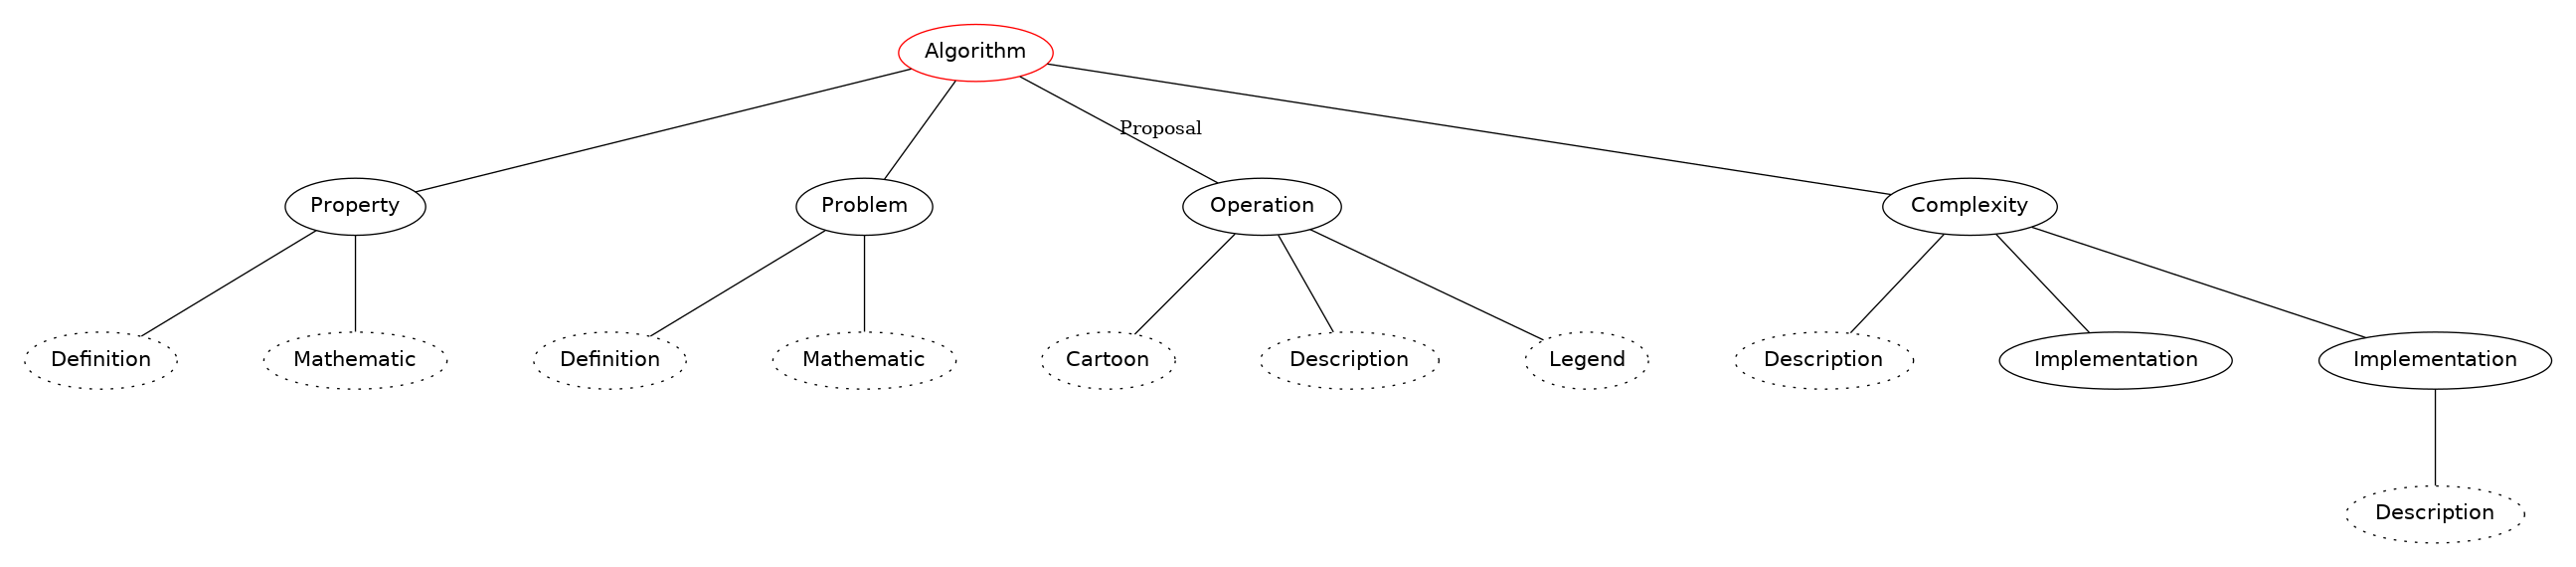 Algorithm
Proposal
Property
Problem
Operation
Complexity
Definition
Mathematic
Definition
Mathematic
Cartoon
Description
Legend
Description
Implementation
Implementation
Description